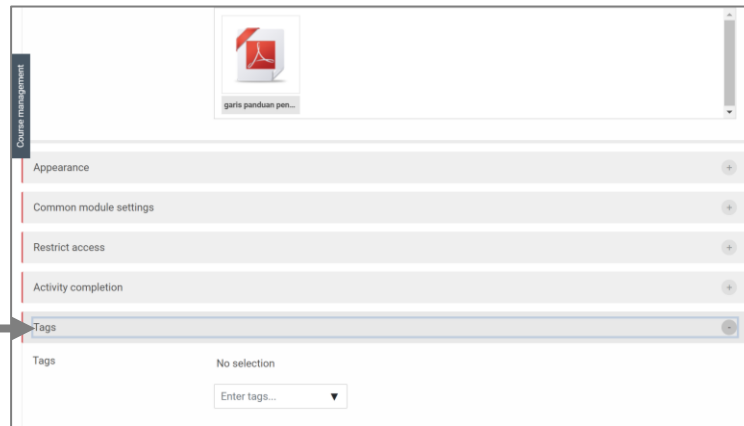 garis panduan pen...
Course management
Appearance
Common module settings
Restrict access
Activity completion
Tags
Tags
No selection
Enter tags...